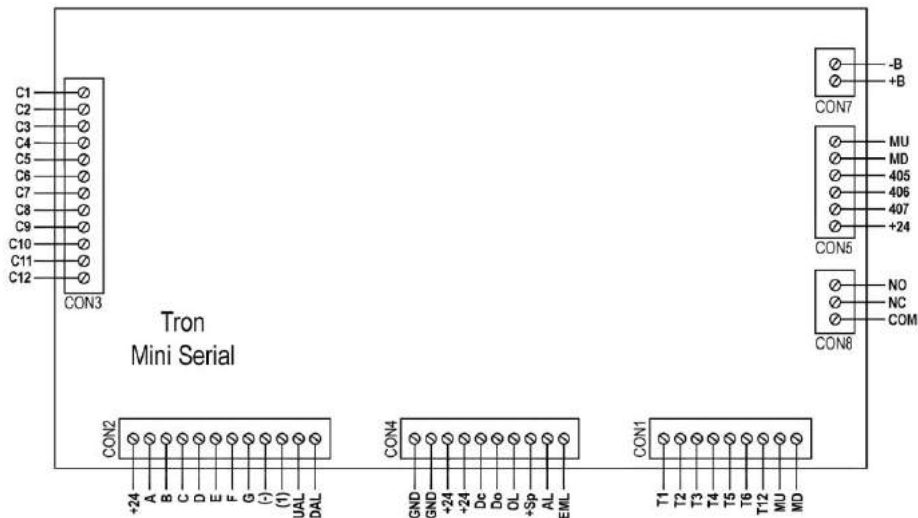 C1
C2
C3
C4
C5
C6
C7
C8
C9
C10
C11
C12
CON3
Tron
Mini Serial
-B
+B
CON7
MU
MD
405
406
407
+24
CON5
NO
NC
COM
CON8
CON2
+24
A
B
C
D
E
F
G
(-)
(1)
UAL
DAL
CON4
GND
GND
+24
+24
Dc
Do
OL
+Sp
AL
EML
CON1
T1
T2
T3
T4
T5
T6
T12
MU
MD